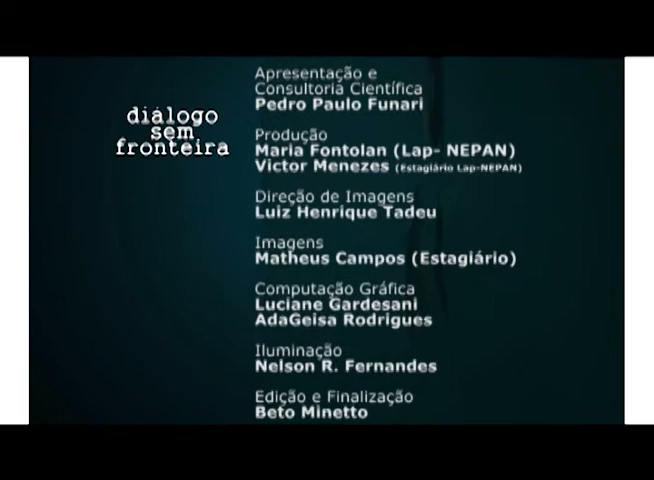 diálogo
sem
fronteira
Apresentação e
Consultoria Científica
Pedro Paulo Funari
Produção
Maria Fontolan (Lap- NEPAN)
Victor Menezes (Estagiário Lap-NEPAN)
Direção de Imagens
Luiz Henrique Tadeu
Imagens
Matheus Campos (Estagiário)
Computação Gráfica
Luciane Gardesani
AdaGeisa Rodrigues
Iluminação
Nelson R. Fernandes
Edição e Finalização
Beto Minetto